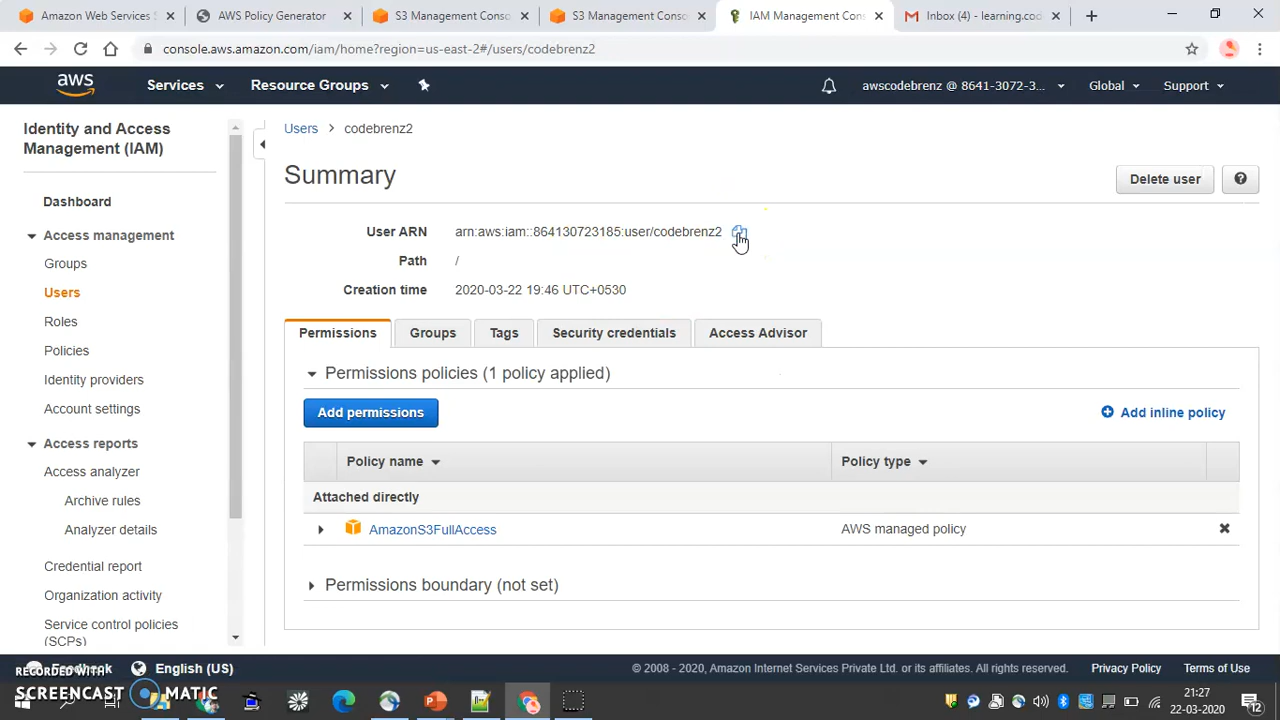 Amazon Web Services S
AWS Policy Generator
S3 Management Conso
S3 Management Conso
IAM Management Cons
Inbox (4) - learning.cod
console.aws.amazon.com/iam/home?region=us-east-2#/users/codebrenz2
aws
Services
Resource Groups
awscodebrenz @ 8641-3072-3...
Global
Support
Identity and Access
Management (IAM)
Dashboard
Access management
Groups
Users
Roles
Policies
Identity providers
Account settings
Access reports
Access analyzer
Archive rules
Analyzer details
Credential report
Organization activity
Service control policies
(SCPs)
Users
codebrenz2
Summary
Delete user
User ARN
arn:aws:iam::864130723185:user/codebrenz2
Path
/
Creation time
2020-03-22 19:46 UTC+0530
Permissions
Groups
Tags
Security credentials
Access Advisor
Permissions policies (1 policy applied)
Add permissions
Add inline policy
Policy name
Policy type
Attached directly
AmazonS3FullAccess
AWS managed policy
Permissions boundary (not set)
Feedback
English (US)
© 2008 - 2020, Amazon Internet Services Private Ltd. or its affiliates. All rights reserved.
Privacy Policy
Terms of Use
RECORDED WITH
SCREENCAST MATIC
21:27
22-03-2020
12